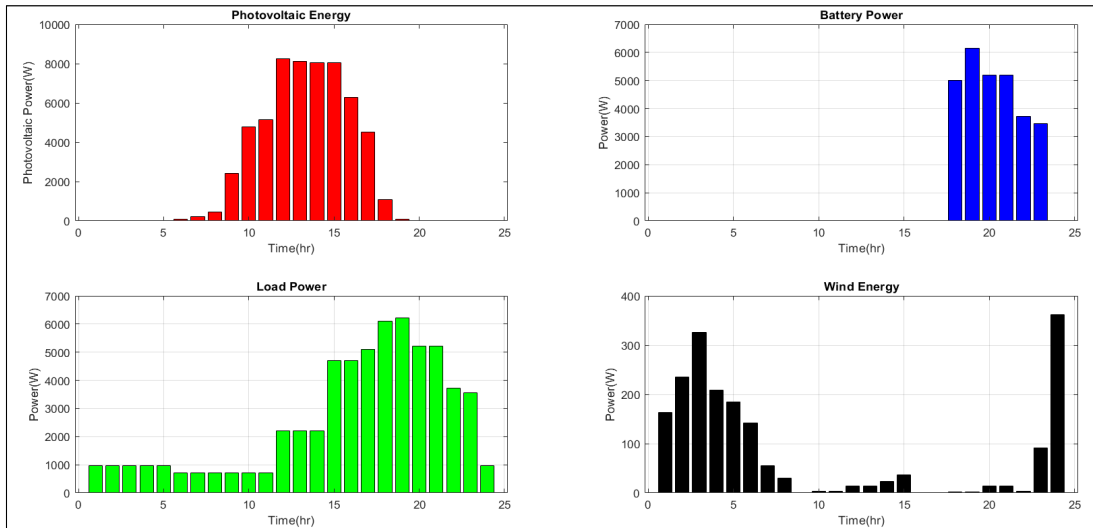 Photovoltaic Energy
Photovoltaic Power(W)
10000
8000
6000
4000
2000
0
0 5 10 15 20 25
Time(hr)
Battery Power
Power(W)
7000
6000
5000
4000
3000
2000
1000
0
0 5 10 15 20 25
Time(hr)
Load Power
Power(W)
7000
6000
5000
4000
3000
2000
1000
0
0 5 10 15 20 25
Time(hr)
Wind Energy
Power(W)
400
300
200
100
0
0 5 10 15 20 25
Time(hr)